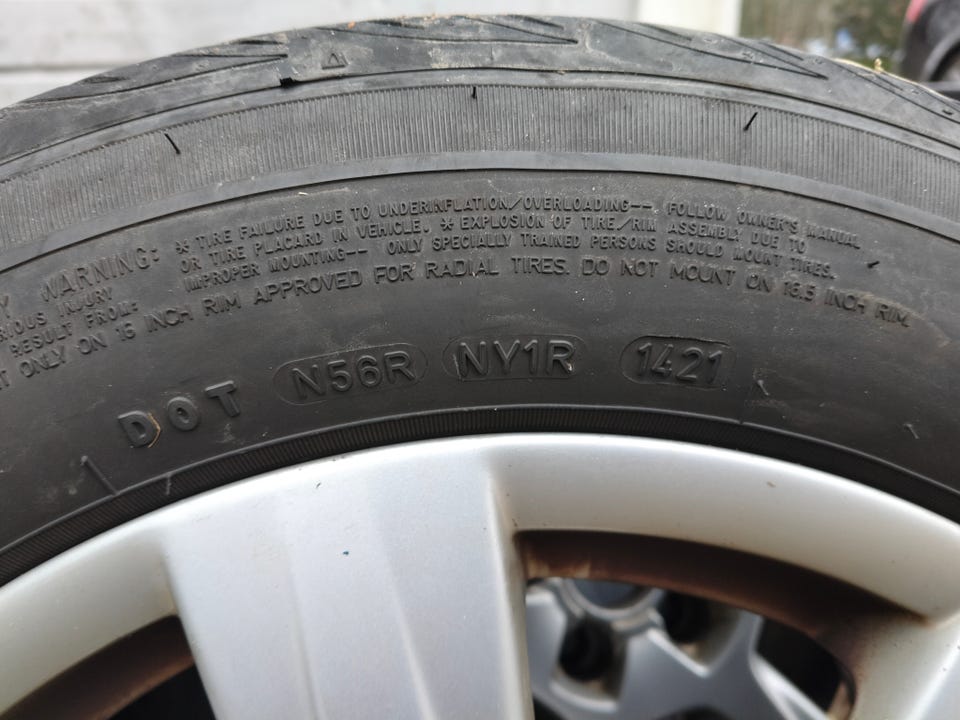 WARNING: * TIRE FAILURE DUE TO UNDERINFLATION/OVERLOADING-- FOLLOW OWNER'S MANUAL
OR TIRE PLACARD IN VEHICLE. * EXPLOSION OF TIRE/RIM ASSEMBLY DUE TO
INJURY
IMPROPER MOUNTING-- ONLY SPECIALLY TRAINED PERSONS SHOULD MOUNT TIRES.
RESULT FROM:
ONLY ON 16 INCH RIM APPROVED FOR RADIAL TIRES. DO NOT MOUNT ON 16.5 INCH RIM.
DOT N56R NY1R 1421